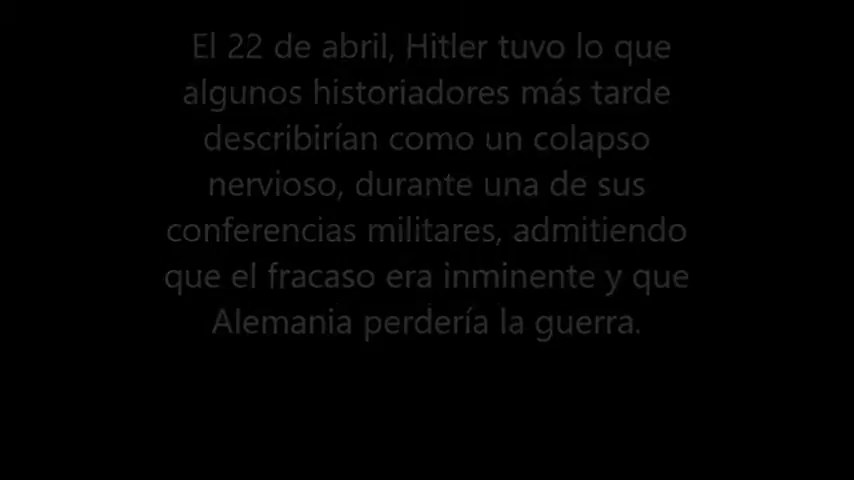 El 22 de abril, Hitler tuvo lo que
algunos historiadores más tarde
describirían como un colapso
nervioso, durante una de sus
conferencias militares, admitiendo
que el fracaso era inminente y que
Alemania perdería la guerra.